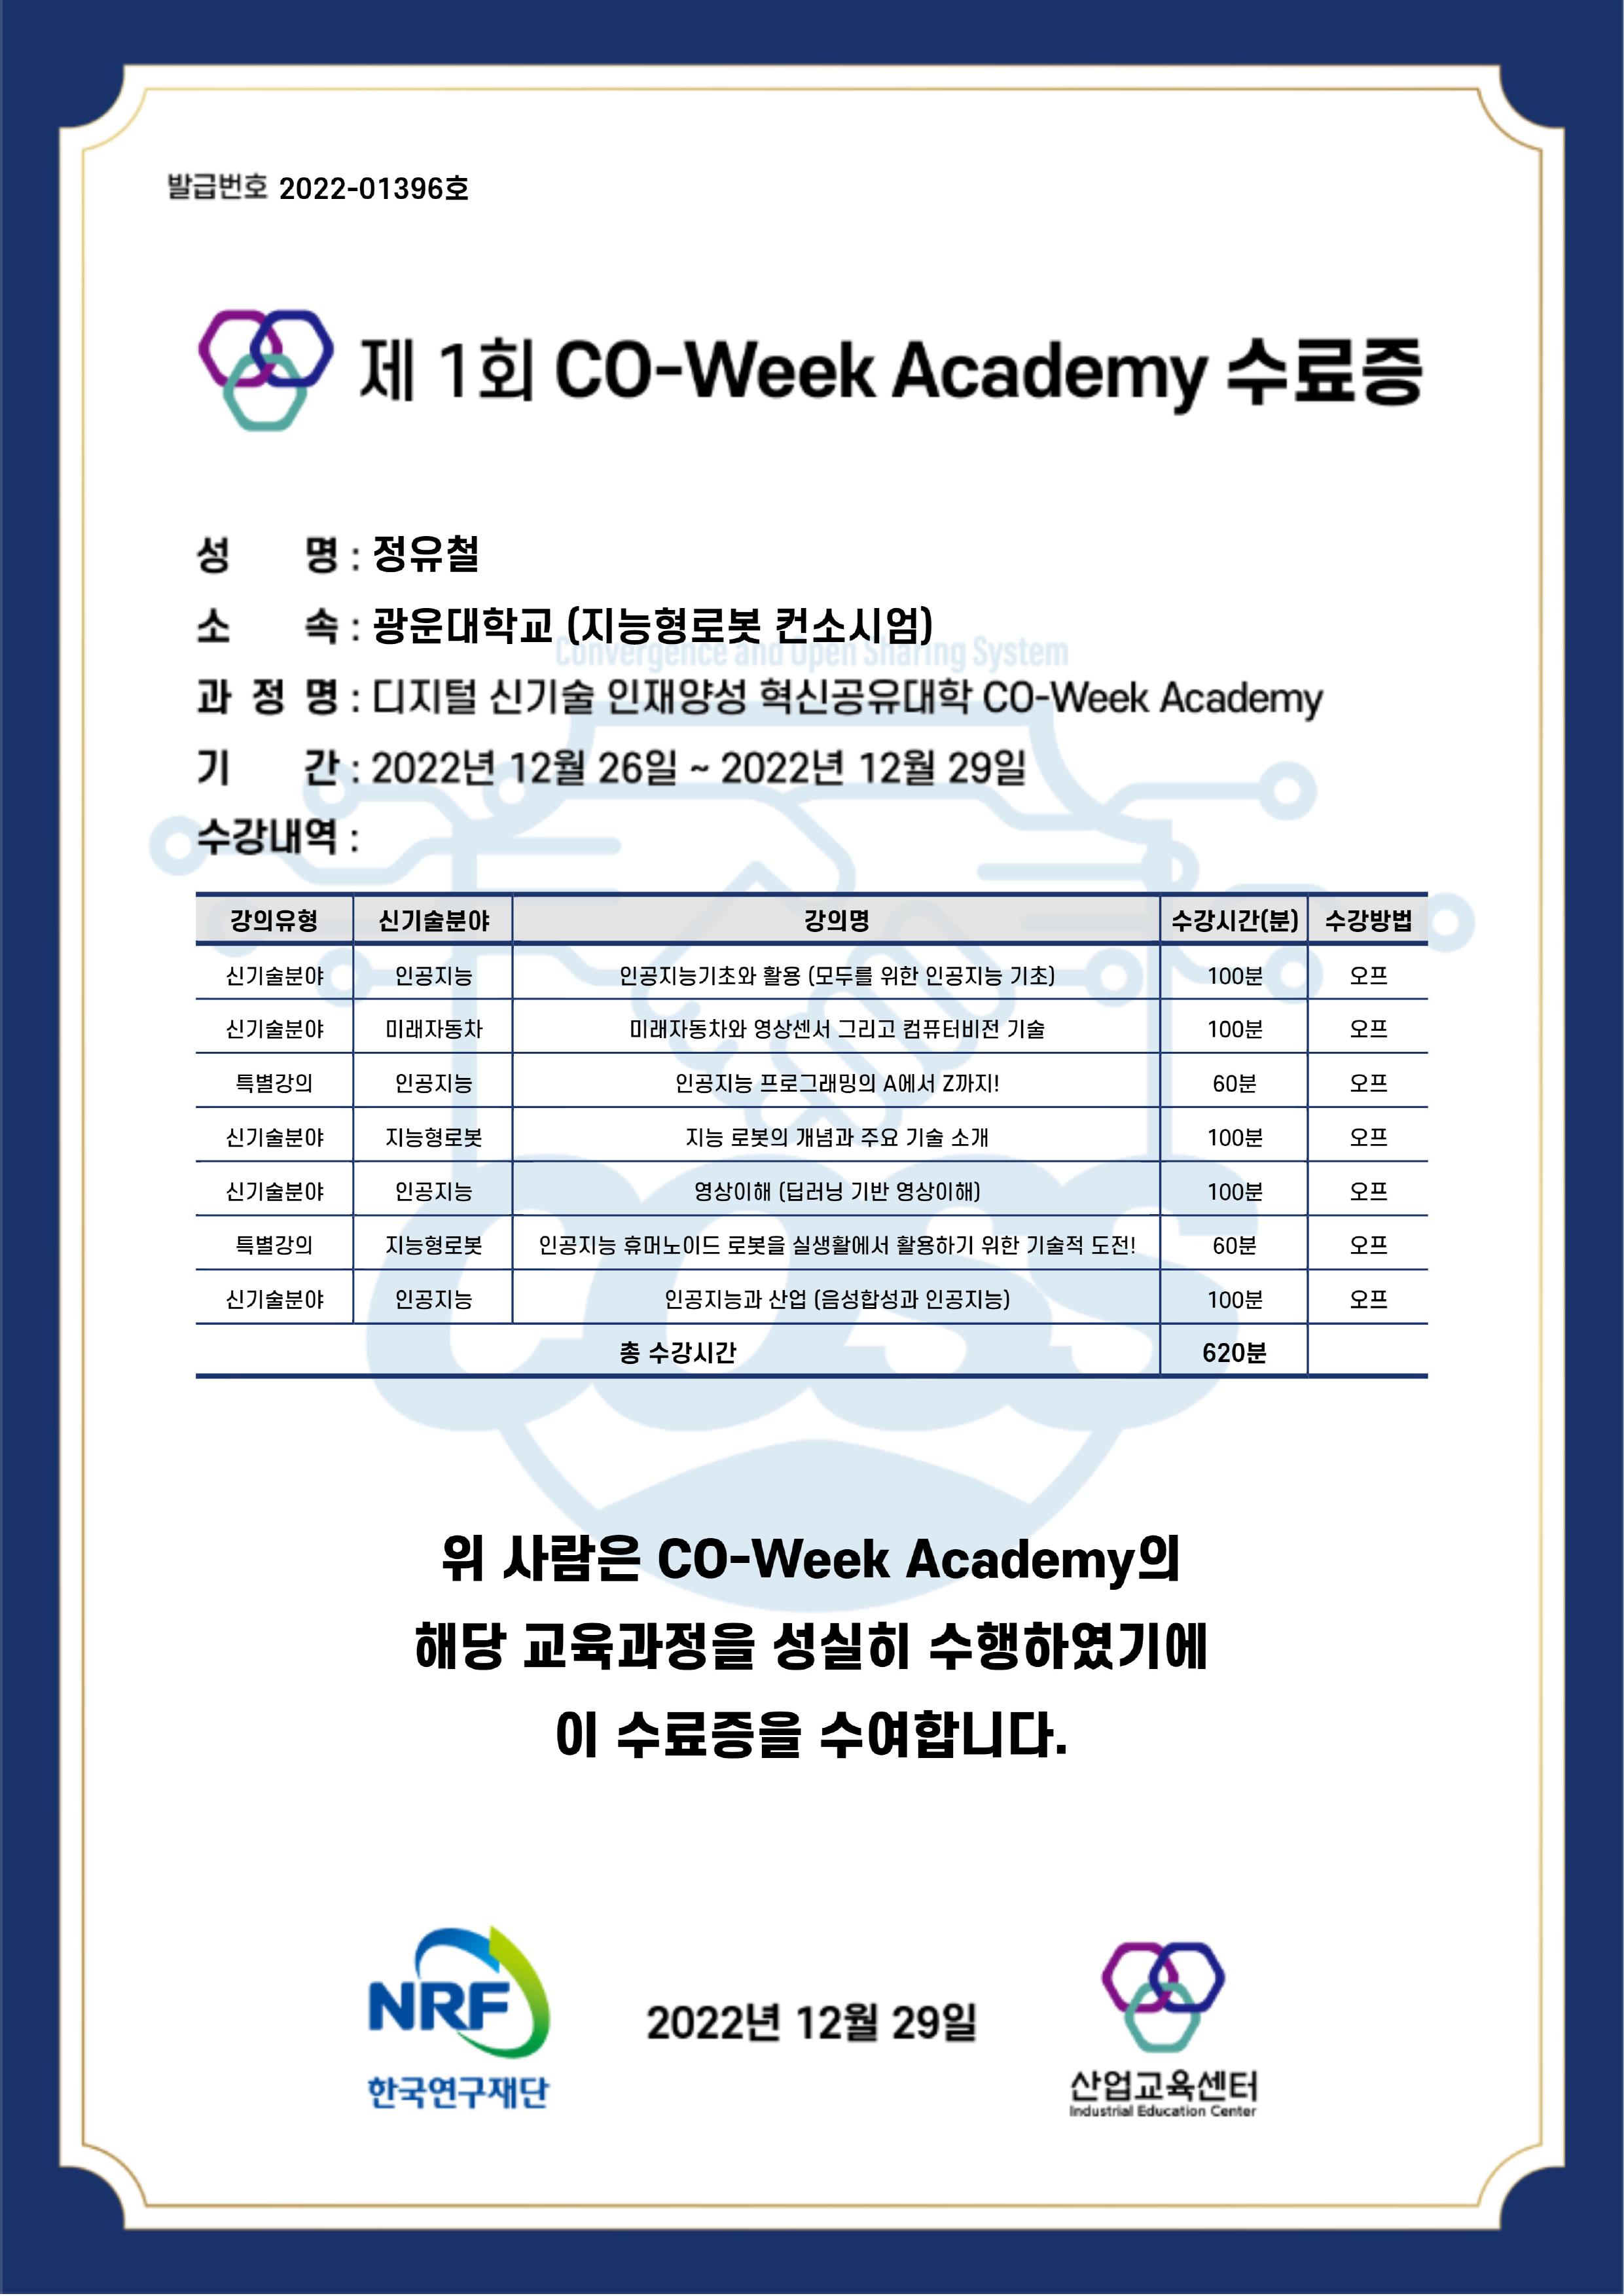 발급번호 2022-01396호
제 1회 CO-Week Academy 수료증
성 명 : 정유철
소 속 : 광운대학교 (지능형로봇 컨소시엄)
Convergence and Open Sharing System
과 정 명 : 디지털 신기술 인재양성 혁신공유대학 CO-Week Academy
기 간 : 2022년 12월 26일 ~ 2022년 12월 29일
수강내역 :
강의유형 신기술분야 강의명 수강시간(분) 수강방법
신기술분야 인공지능 인공지능기초와 활용 (모두를 위한 인공지능 기초) 100분 오프
신기술분야 미래자동차 미래자동차와 영상센서 그리고 컴퓨터비전 기술 100분 오프
특별강의 인공지능 인공지능 프로그래밍의 A에서 Z까지! 60분 오프
신기술분야 지능형로봇 지능 로봇의 개념과 주요 기술 소개 100분 오프
신기술분야 인공지능 영상이해 (딥러닝 기반 영상이해) 100분 오프
특별강의 지능형로봇 인공지능 휴머노이드 로봇을 실생활에서 활용하기 위한 기술적 도전! 60분 오프
신기술분야 인공지능 인공지능과 산업 (음성합성과 인공지능) 100분 오프
총 수강시간 620분
COSS
위 사람은 CO-Week Academy의
해당 교육과정을 성실히 수행하였기에
이 수료증을 수여합니다.
NRF
한국연구재단
2022년 12월 29일
산업교육센터
Industrial Education Center